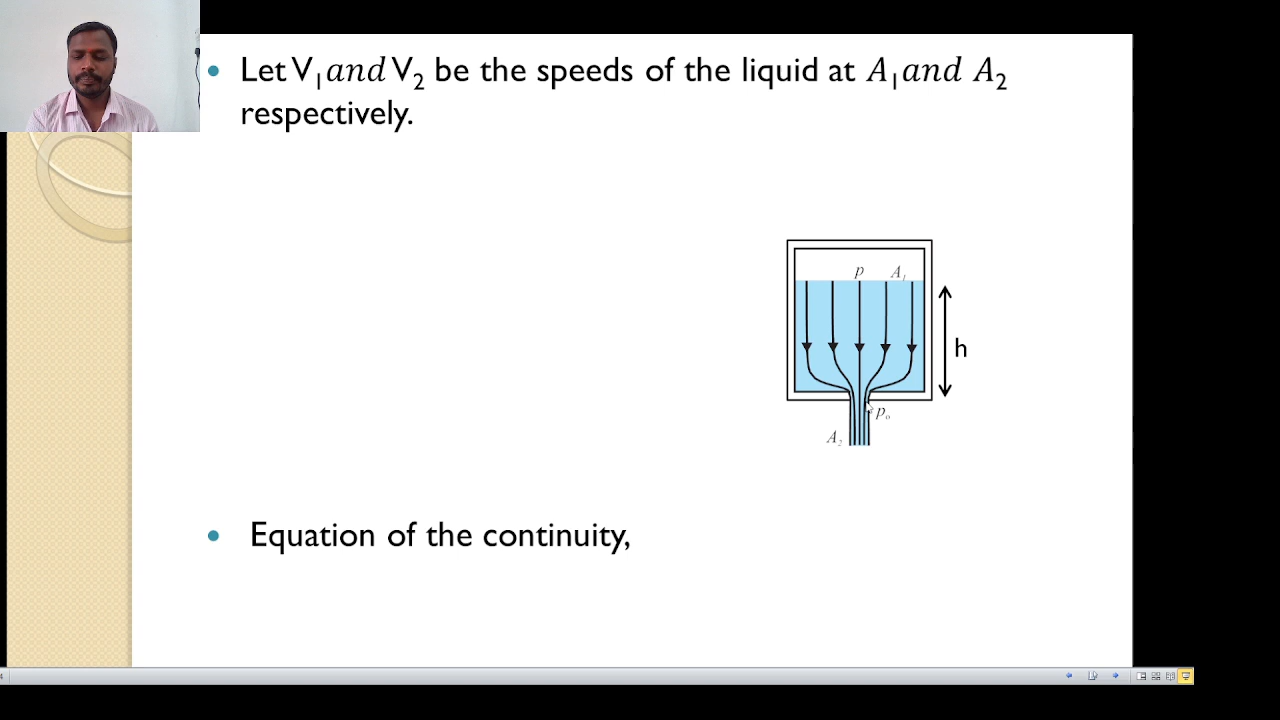 • Let V₁ and V₂ be the speeds of the liquid at A₁ and A₂
respectively.
p A₁
h
p₀
A₂
• Equation of the continuity,